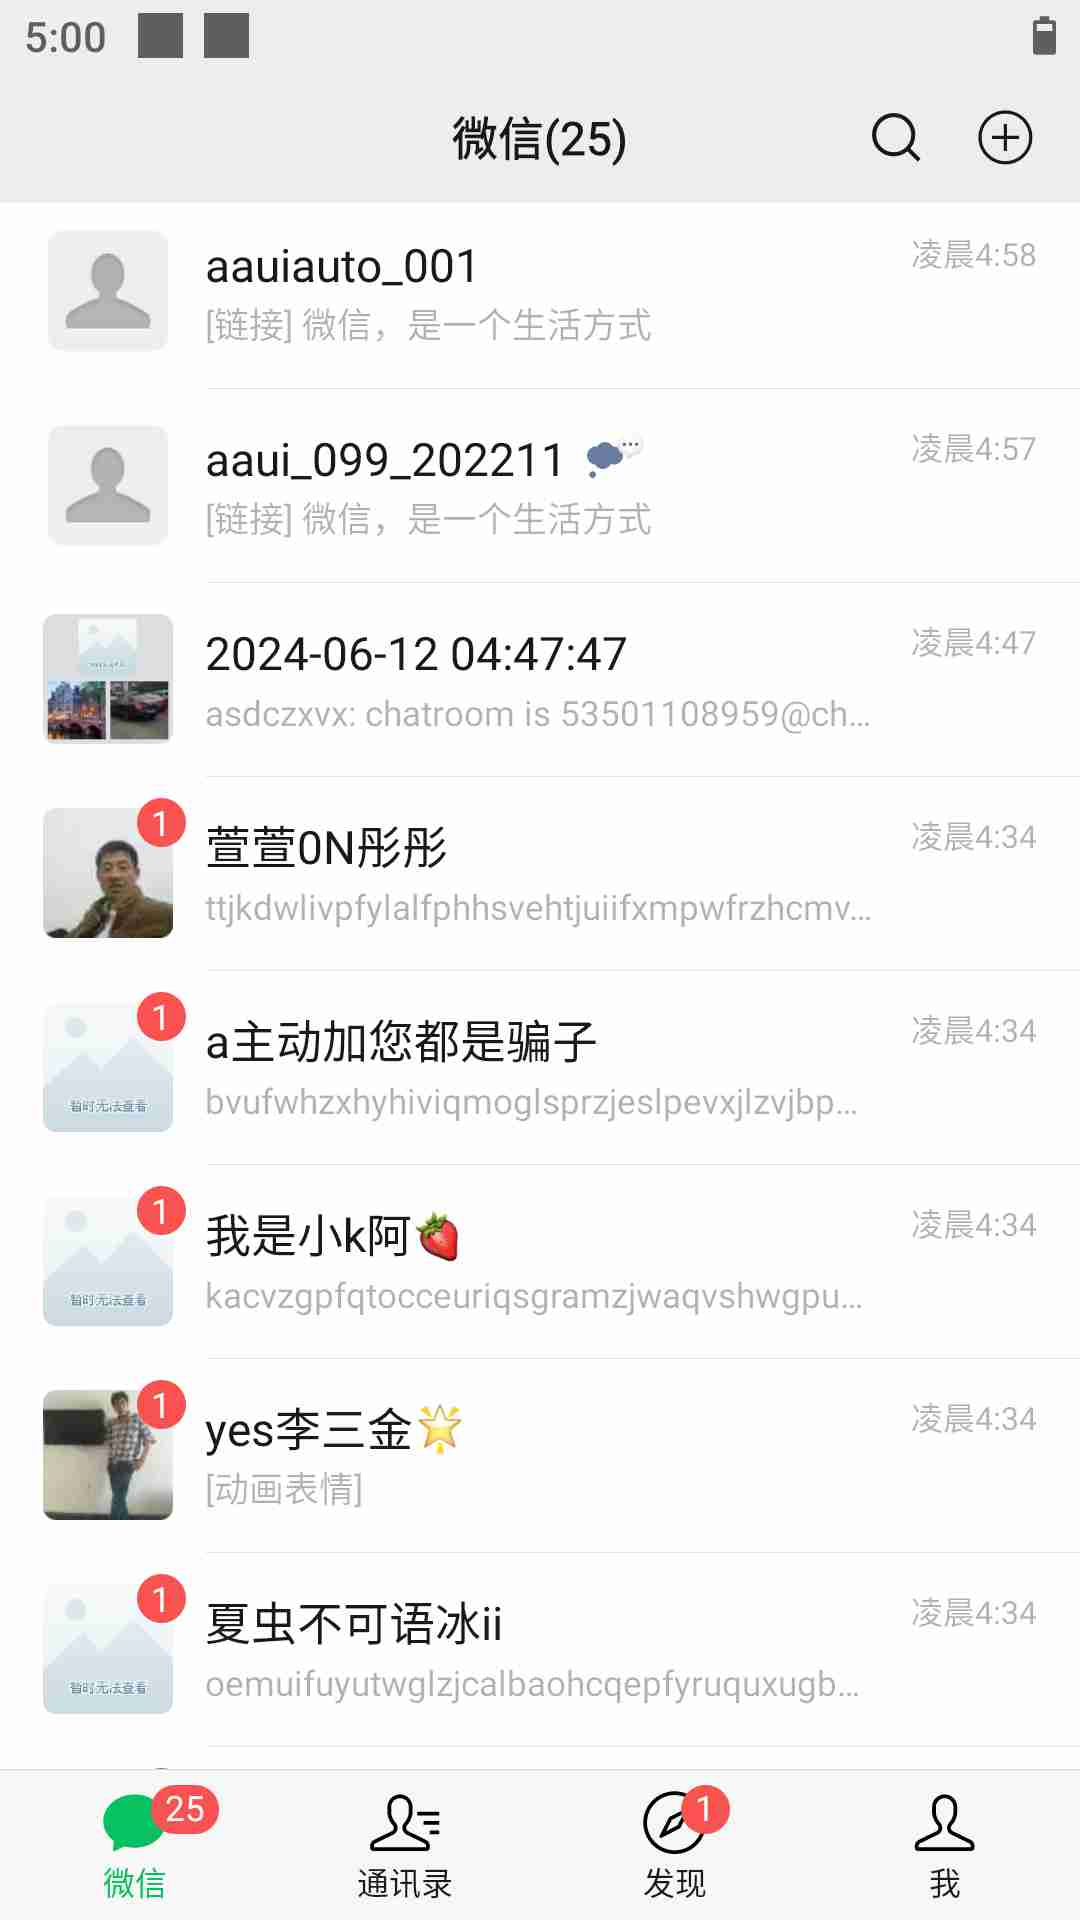 5:00
微信(25)
aauiauto_001
凌晨4:58
[链接] 微信，是一个生活方式
aaui_099_202211
凌晨4:57
[链接] 微信，是一个生活方式
2024-06-12 04:47:47
凌晨4:47
asdczxvx: chatroom is 53501108959@ch...
1
萱萱0N彤彤
凌晨4:34
ttjkdwlivpfylalfphhsvehtjuiifxmpwfrzhcmv...
1
a主动加您都是骗子
凌晨4:34
暂时无法查看
bvufwhzxhyhiviqmoglsprzjeslpevxjlzvjbp...
1
我是小k阿
凌晨4:34
暂时无法查看
kacvzgpfqtocceuriqsgramzjwaqvshwgpu...
1
yes李三金
凌晨4:34
[动画表情]
1
夏虫不可语冰ii
凌晨4:34
暂时无法查看
oemuifuyutwglzjcalbaohcqepfyruquxugb...
25
1
微信
通讯录
发现
我